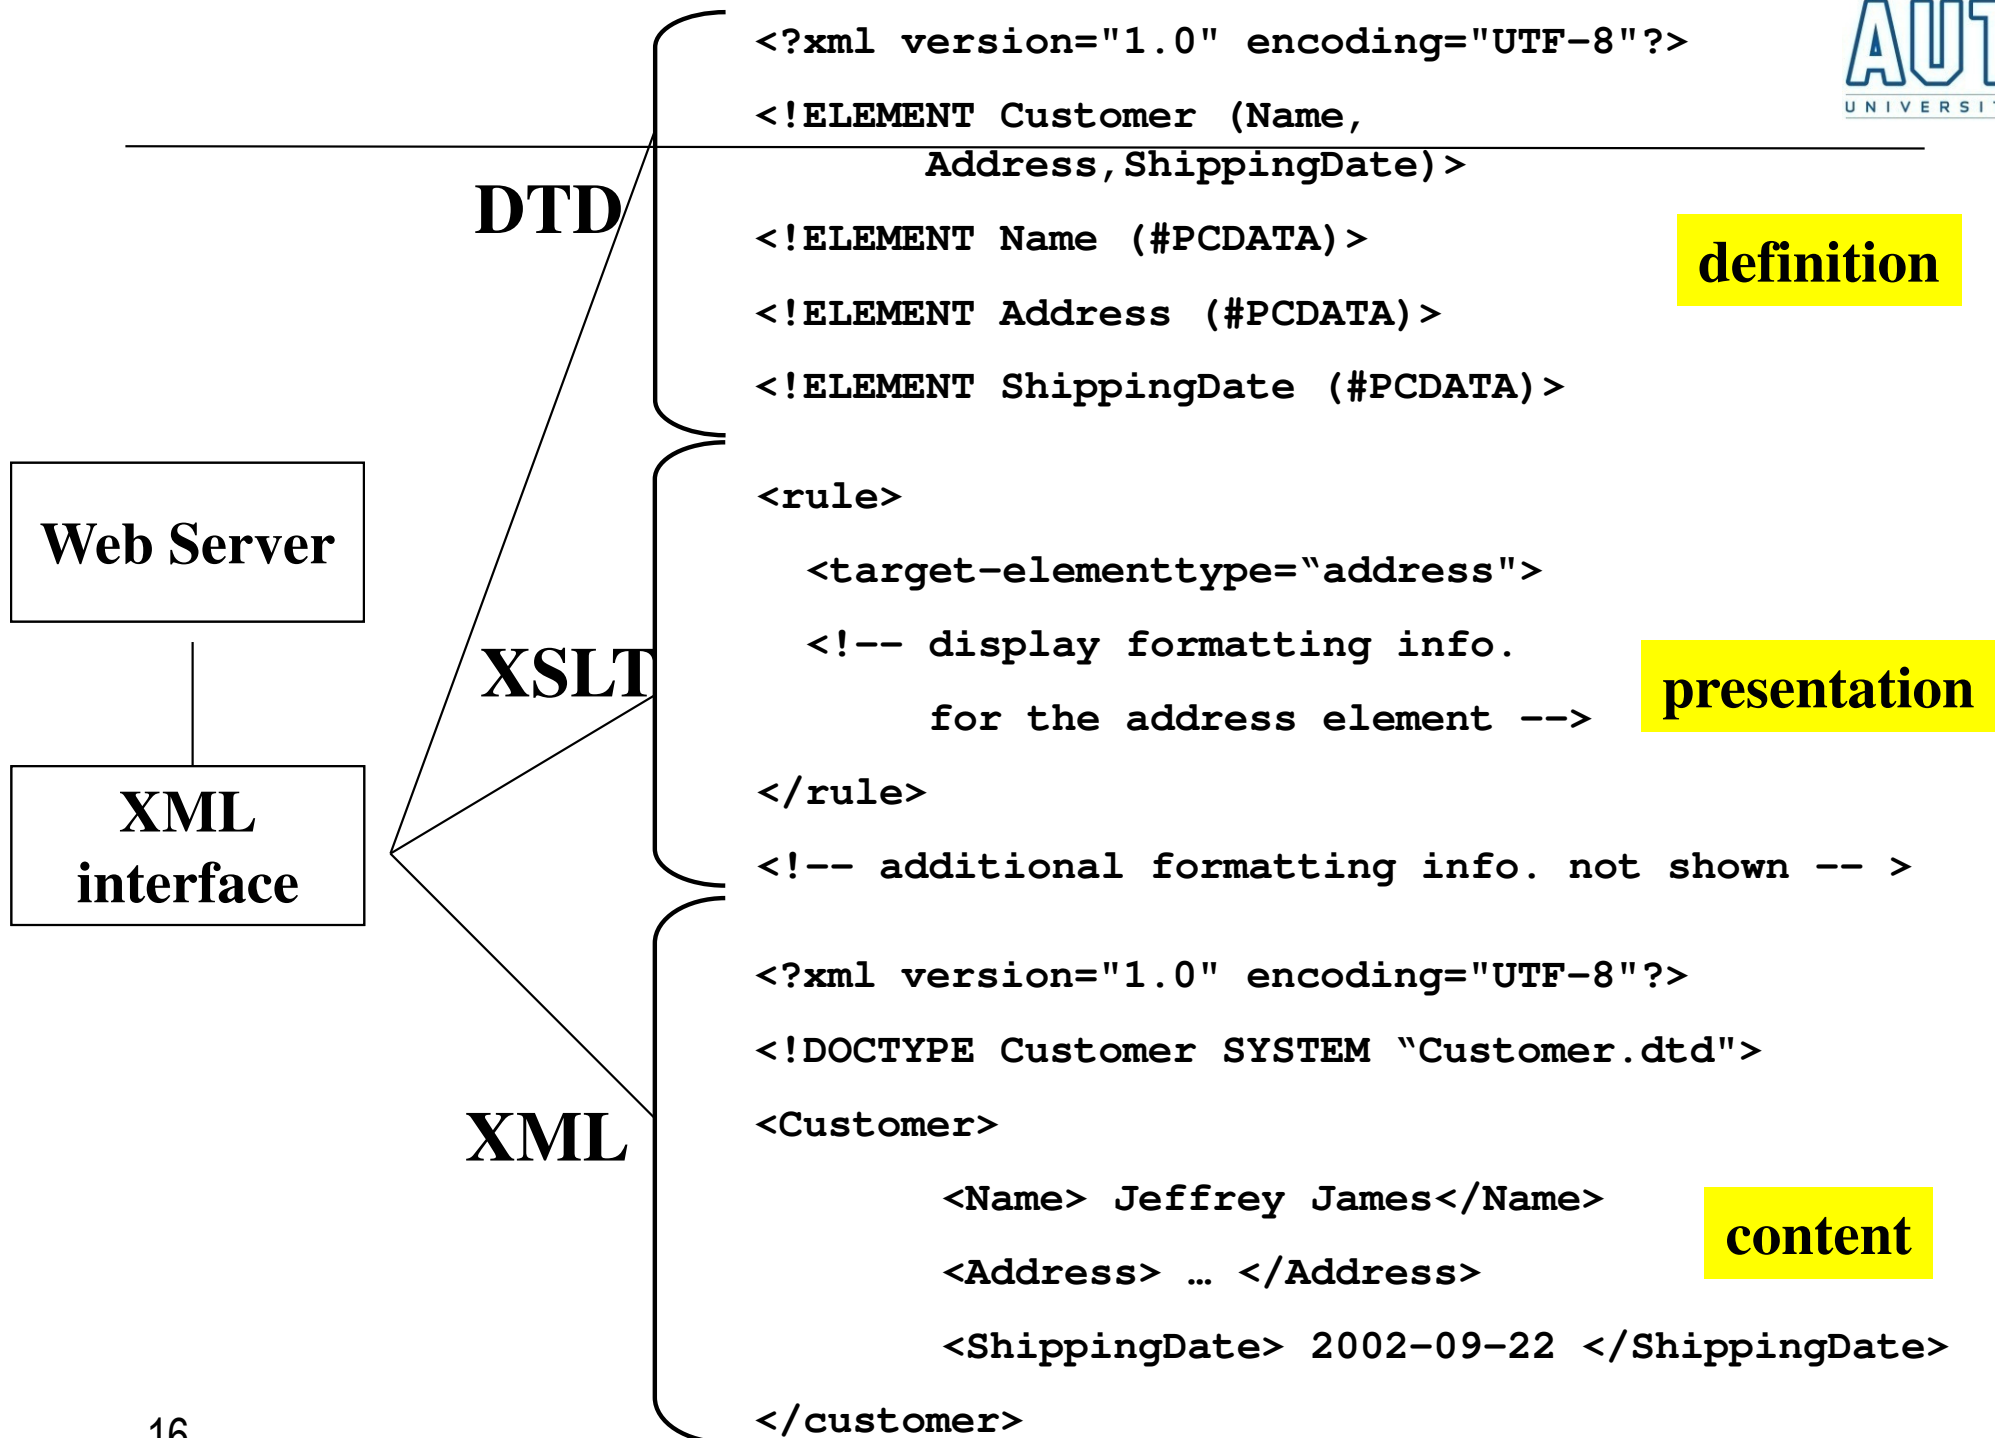 <?xml version="1.0" encoding="UTF-8"?>
<!ELEMENT Customer (Name,
Address,ShippingDate)>
DTD
<!ELEMENT Name (#PCDATA)>
definition
<!ELEMENT Address (#PCDATA)>
<!ELEMENT ShippingDate (#PCDATA)>
Web Server
XML
interface
<rule>
<target-elementtype=“address">
<!-- display formatting info.
XSLT
for the address element -->
presentation
</rule>
<!-- additional formatting info. not shown -- >
<?xml version="1.0" encoding="UTF-8"?>
<!DOCTYPE Customer SYSTEM “Customer.dtd">
<Customer>
XML
<Name> Jeffrey James</Name>
content
<Address> … </Address>
<ShippingDate> 2002-09-22 </ShippingDate>
</customer>
16